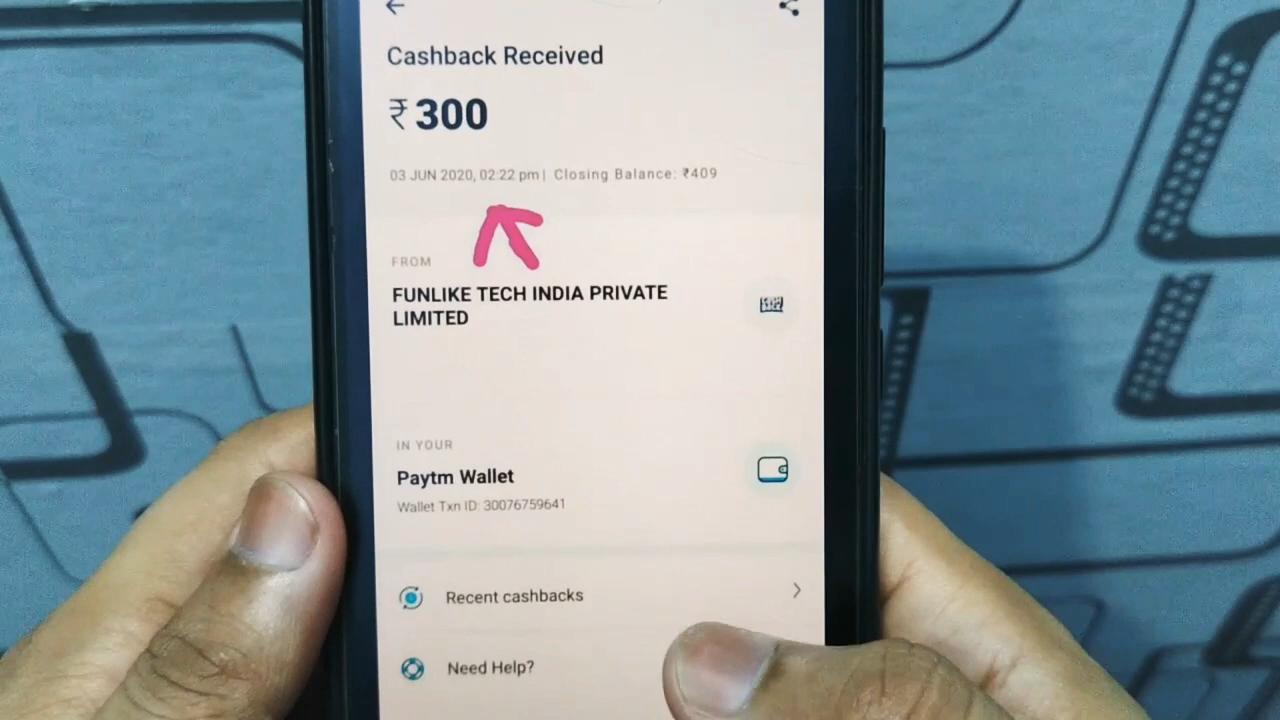 Cashback Received
₹300
03 JUN 2020, 02:22 pm | Closing Balance: ₹409
FROM
FUNLIKE TECH INDIA PRIVATE
LIMITED
IN YOUR
Paytm Wallet
Wallet Txn ID: 30076759641
Recent cashbacks
Need Help?